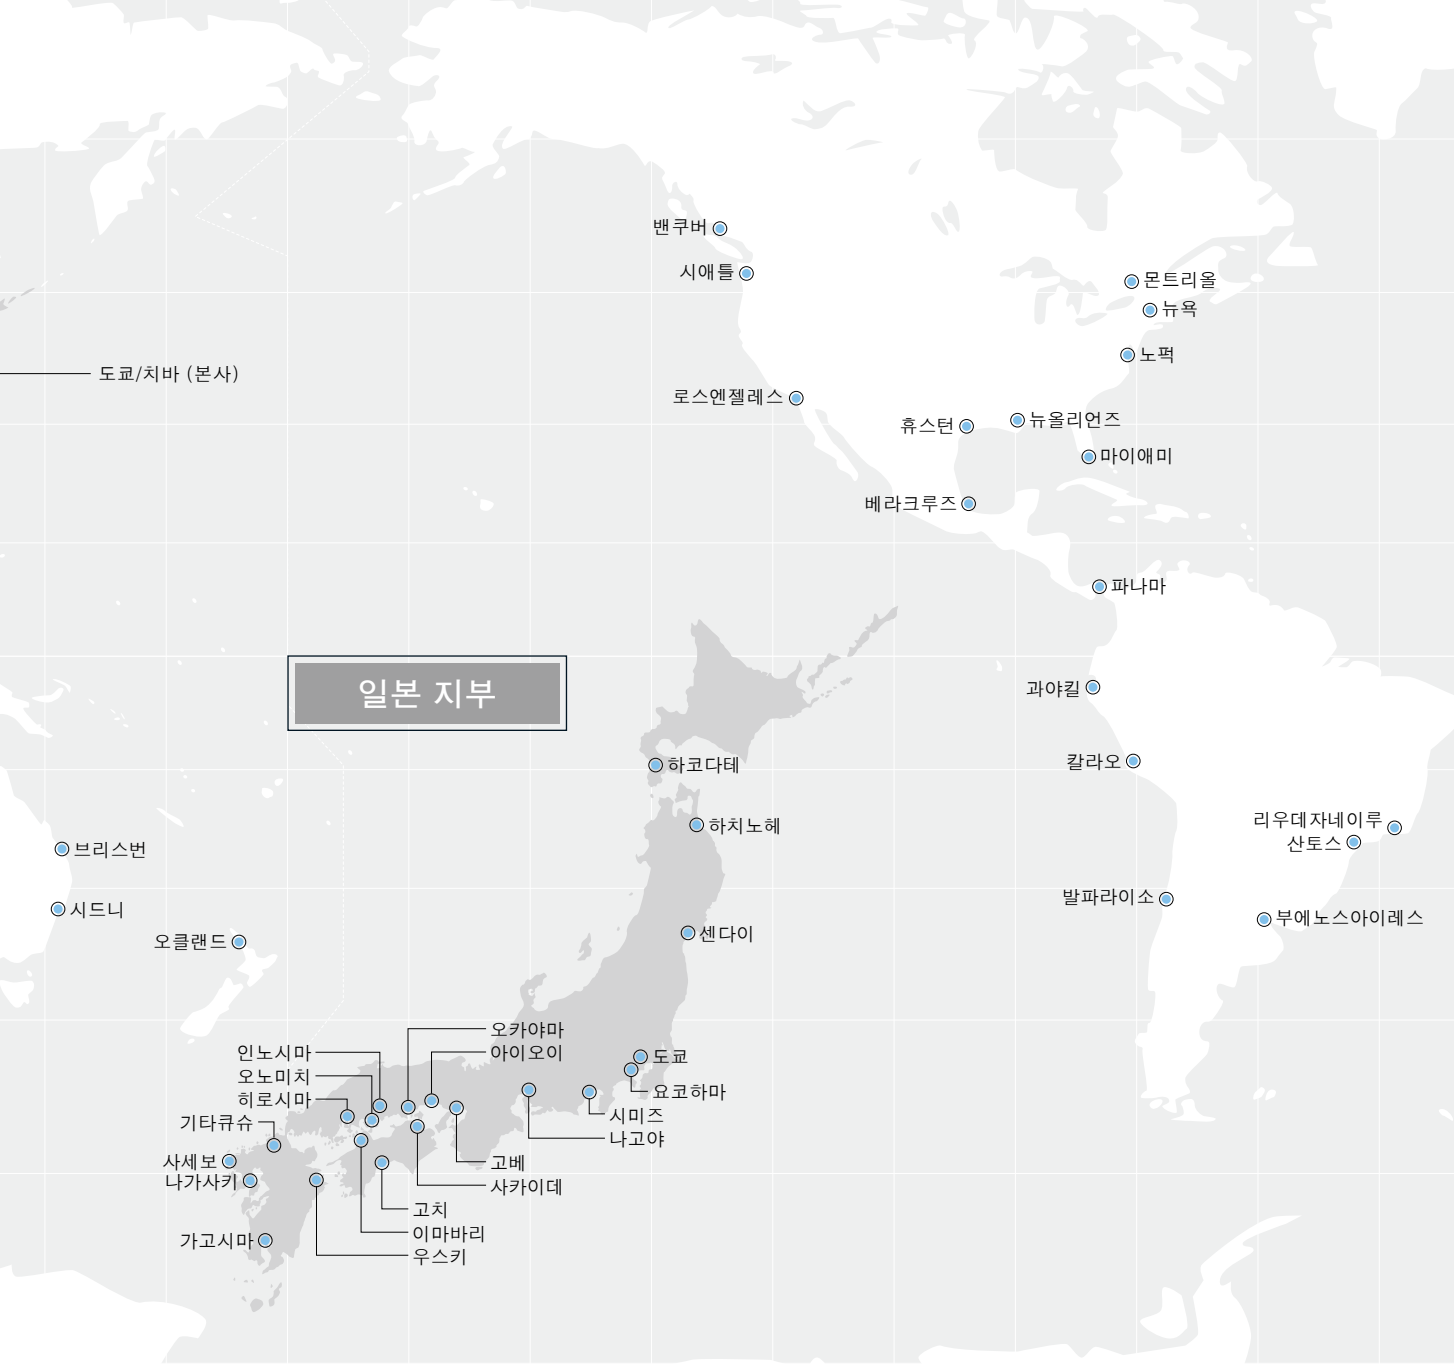 밴쿠버
시애틀
몬트리올
뉴욕
노퍽
도쿄/치바 (본사)
로스엔젤레스
휴스턴
뉴올리언즈
마이애미
베라크루즈
파나마
일본 지부
과야킬
칼라오
하코다테
하치노헤
리우데자네이루
산토스
브리스번
발파라이소
시드니
부에노스아이레스
센다이
오클랜드
오카야마
인노시마
아이오이
도쿄
오노미치
요코하마
히로시마
시미즈
기타큐슈
나고야
사세보
고베
나가사키
사카이데
고치
이마바리
가고시마
우스키